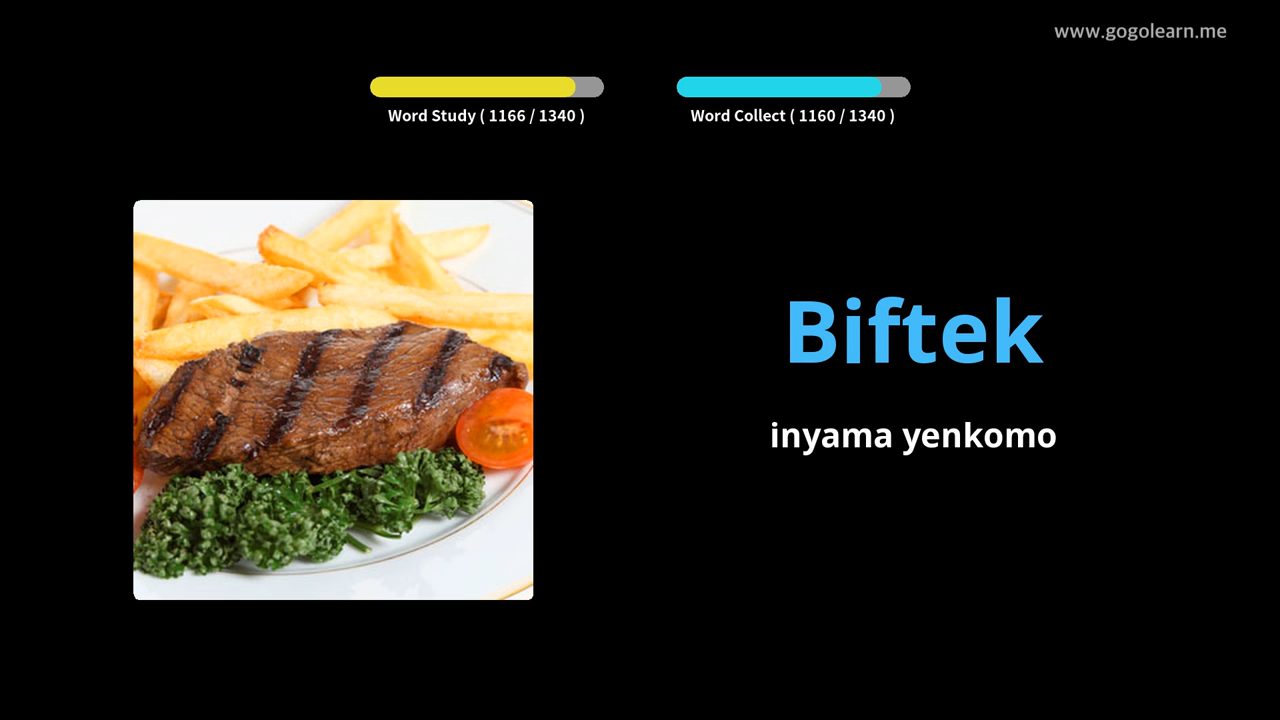 www.gogolearn.me
Word Study ( 1166 / 1340 )
Word Collect ( 1160 / 1340 )
Biftek
inyama yenkomo